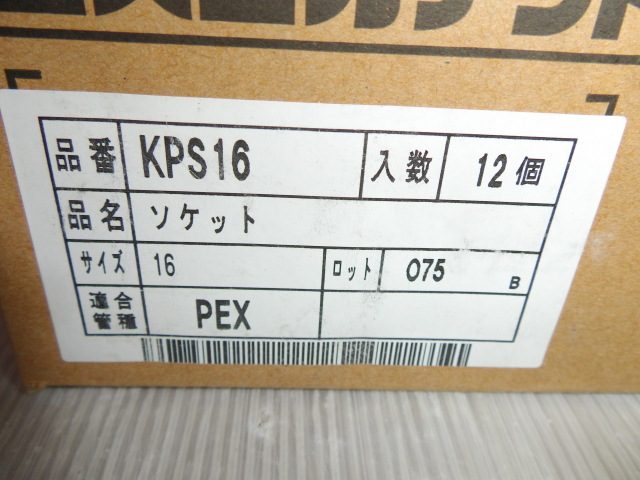 品番 KPS16 入数 12個
品名 ソケット
サイズ 16 ロット 075 B
適合管種 PEX